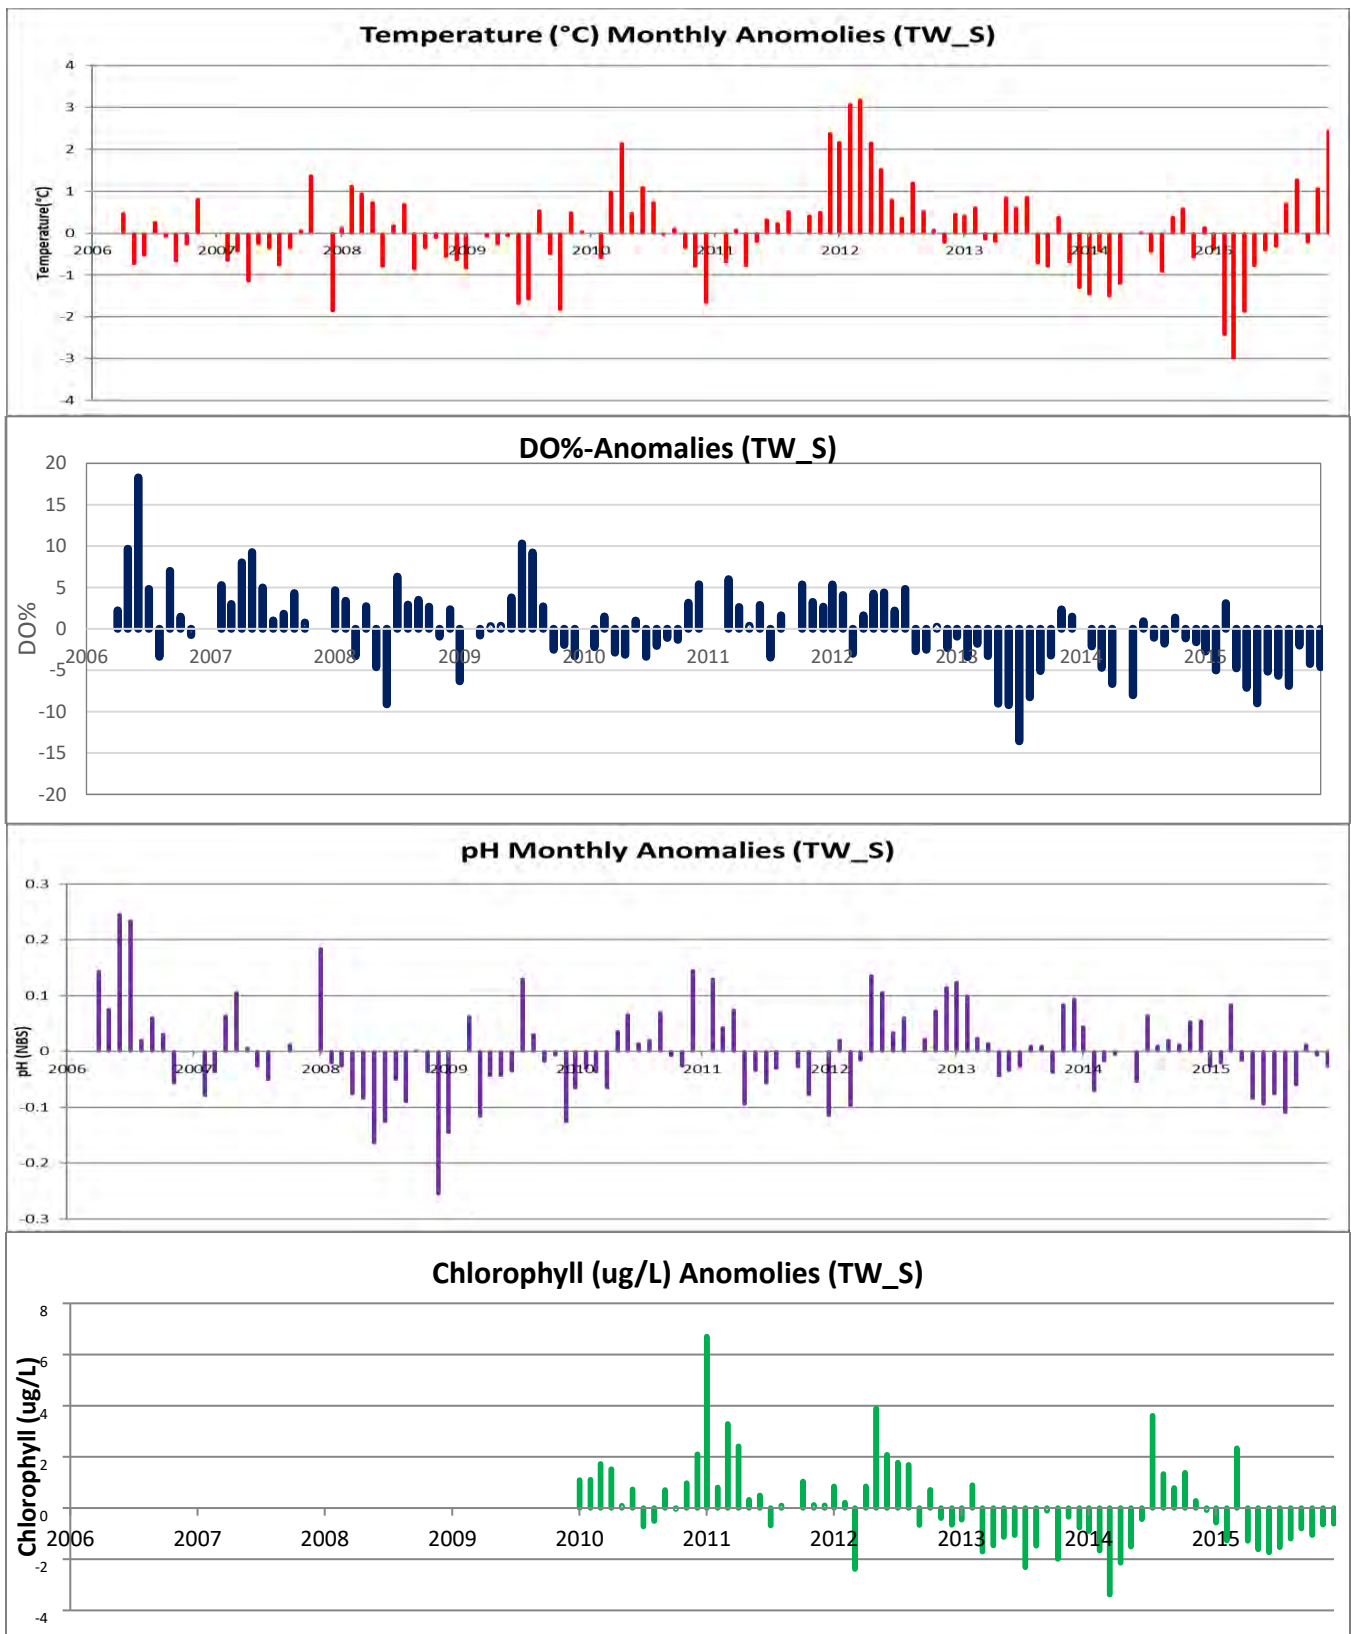 Temperature (°C) Monthly Anomolies (TW_S)
4
3
2
1
0
-1
-2
-3
-4
Temperature(°C)
2006 2007 2008 2009 2010 2011 2012 2013 2014 2015
DO%-Anomalies (TW_S)
20
15
10
5
0
-5
-10
-15
-20
DO%
2006 2007 2008 2009 2010 2011 2012 2013 2014 2015
pH Monthly Anomalies (TW_S)
0.3
0.2
0.1
0
-0.1
-0.2
-0.3
pH (NBS)
2006 2007 2008 2009 2010 2011 2012 2013 2014 2015
Chlorophyll (ug/L) Anomolies (TW_S)
8
6
4
2
0
-2
-4
Chlorophyll (ug/L)
2006 2007 2008 2009 2010 2011 2012 2013 2014 2015